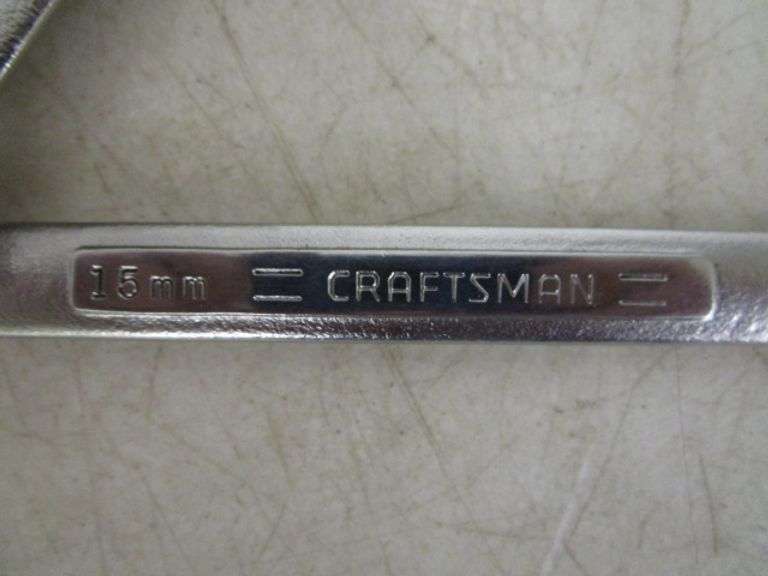 15mm = CRAFTSMAN =